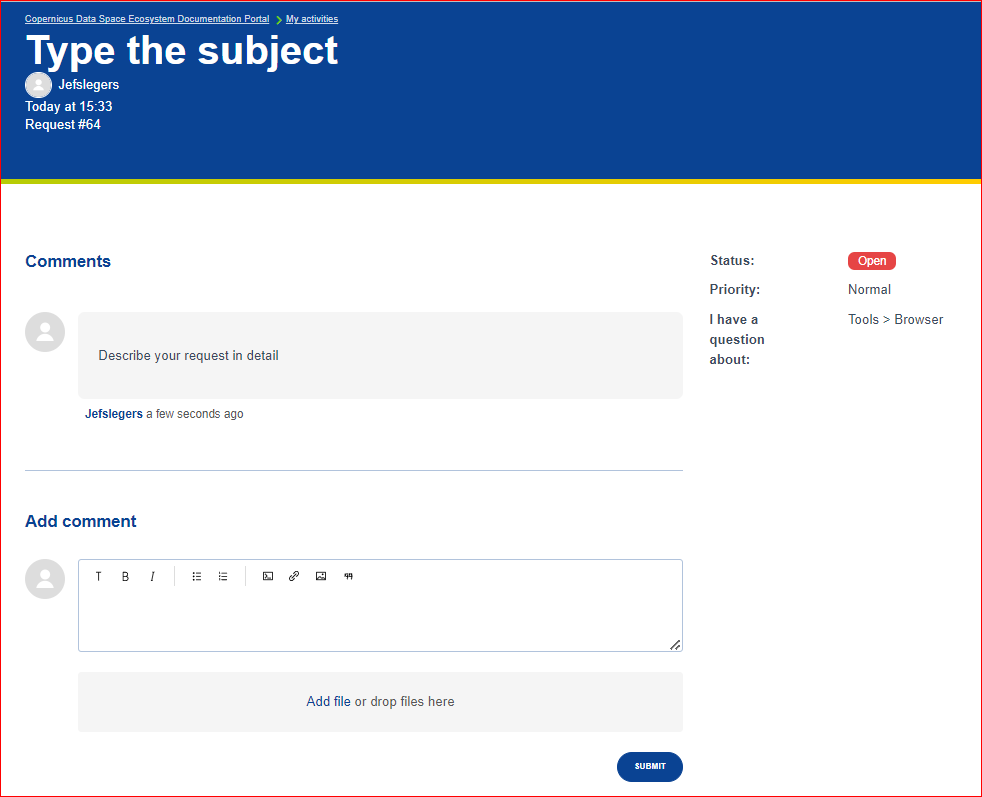 Copernicus Data Space Ecosystem Documentation Portal > My activities
Type the subject
Jefslegers
Today at 15:33
Request #64
Comments
Describe your request in detail
Jefslegers a few seconds ago
Status: Open
Priority: Normal
I have a question about: Tools > Browser
Add comment
T B I
Add file or drop files here
SUBMIT